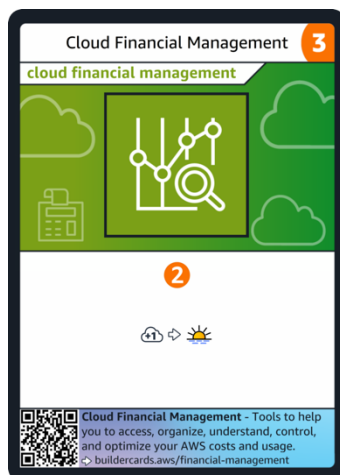 Cloud Financial Management 3
cloud financial management
2
+1
Cloud Financial Management - Tools to help
you to access, organize, understand, control,
and optimize your AWS costs and usage.
buildercards.aws/financial-management